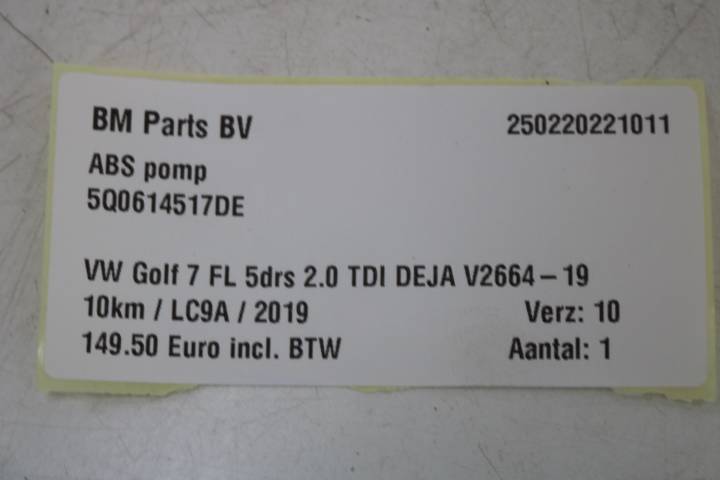 BM Parts BV 250220221011
ABS pomp
5Q0614517DE
VW Golf 7 FL 5drs 2.0 TDI DEJA V2664 – 19
10km / LC9A / 2019 Verz: 10
149.50 Euro incl. BTW Aantal: 1